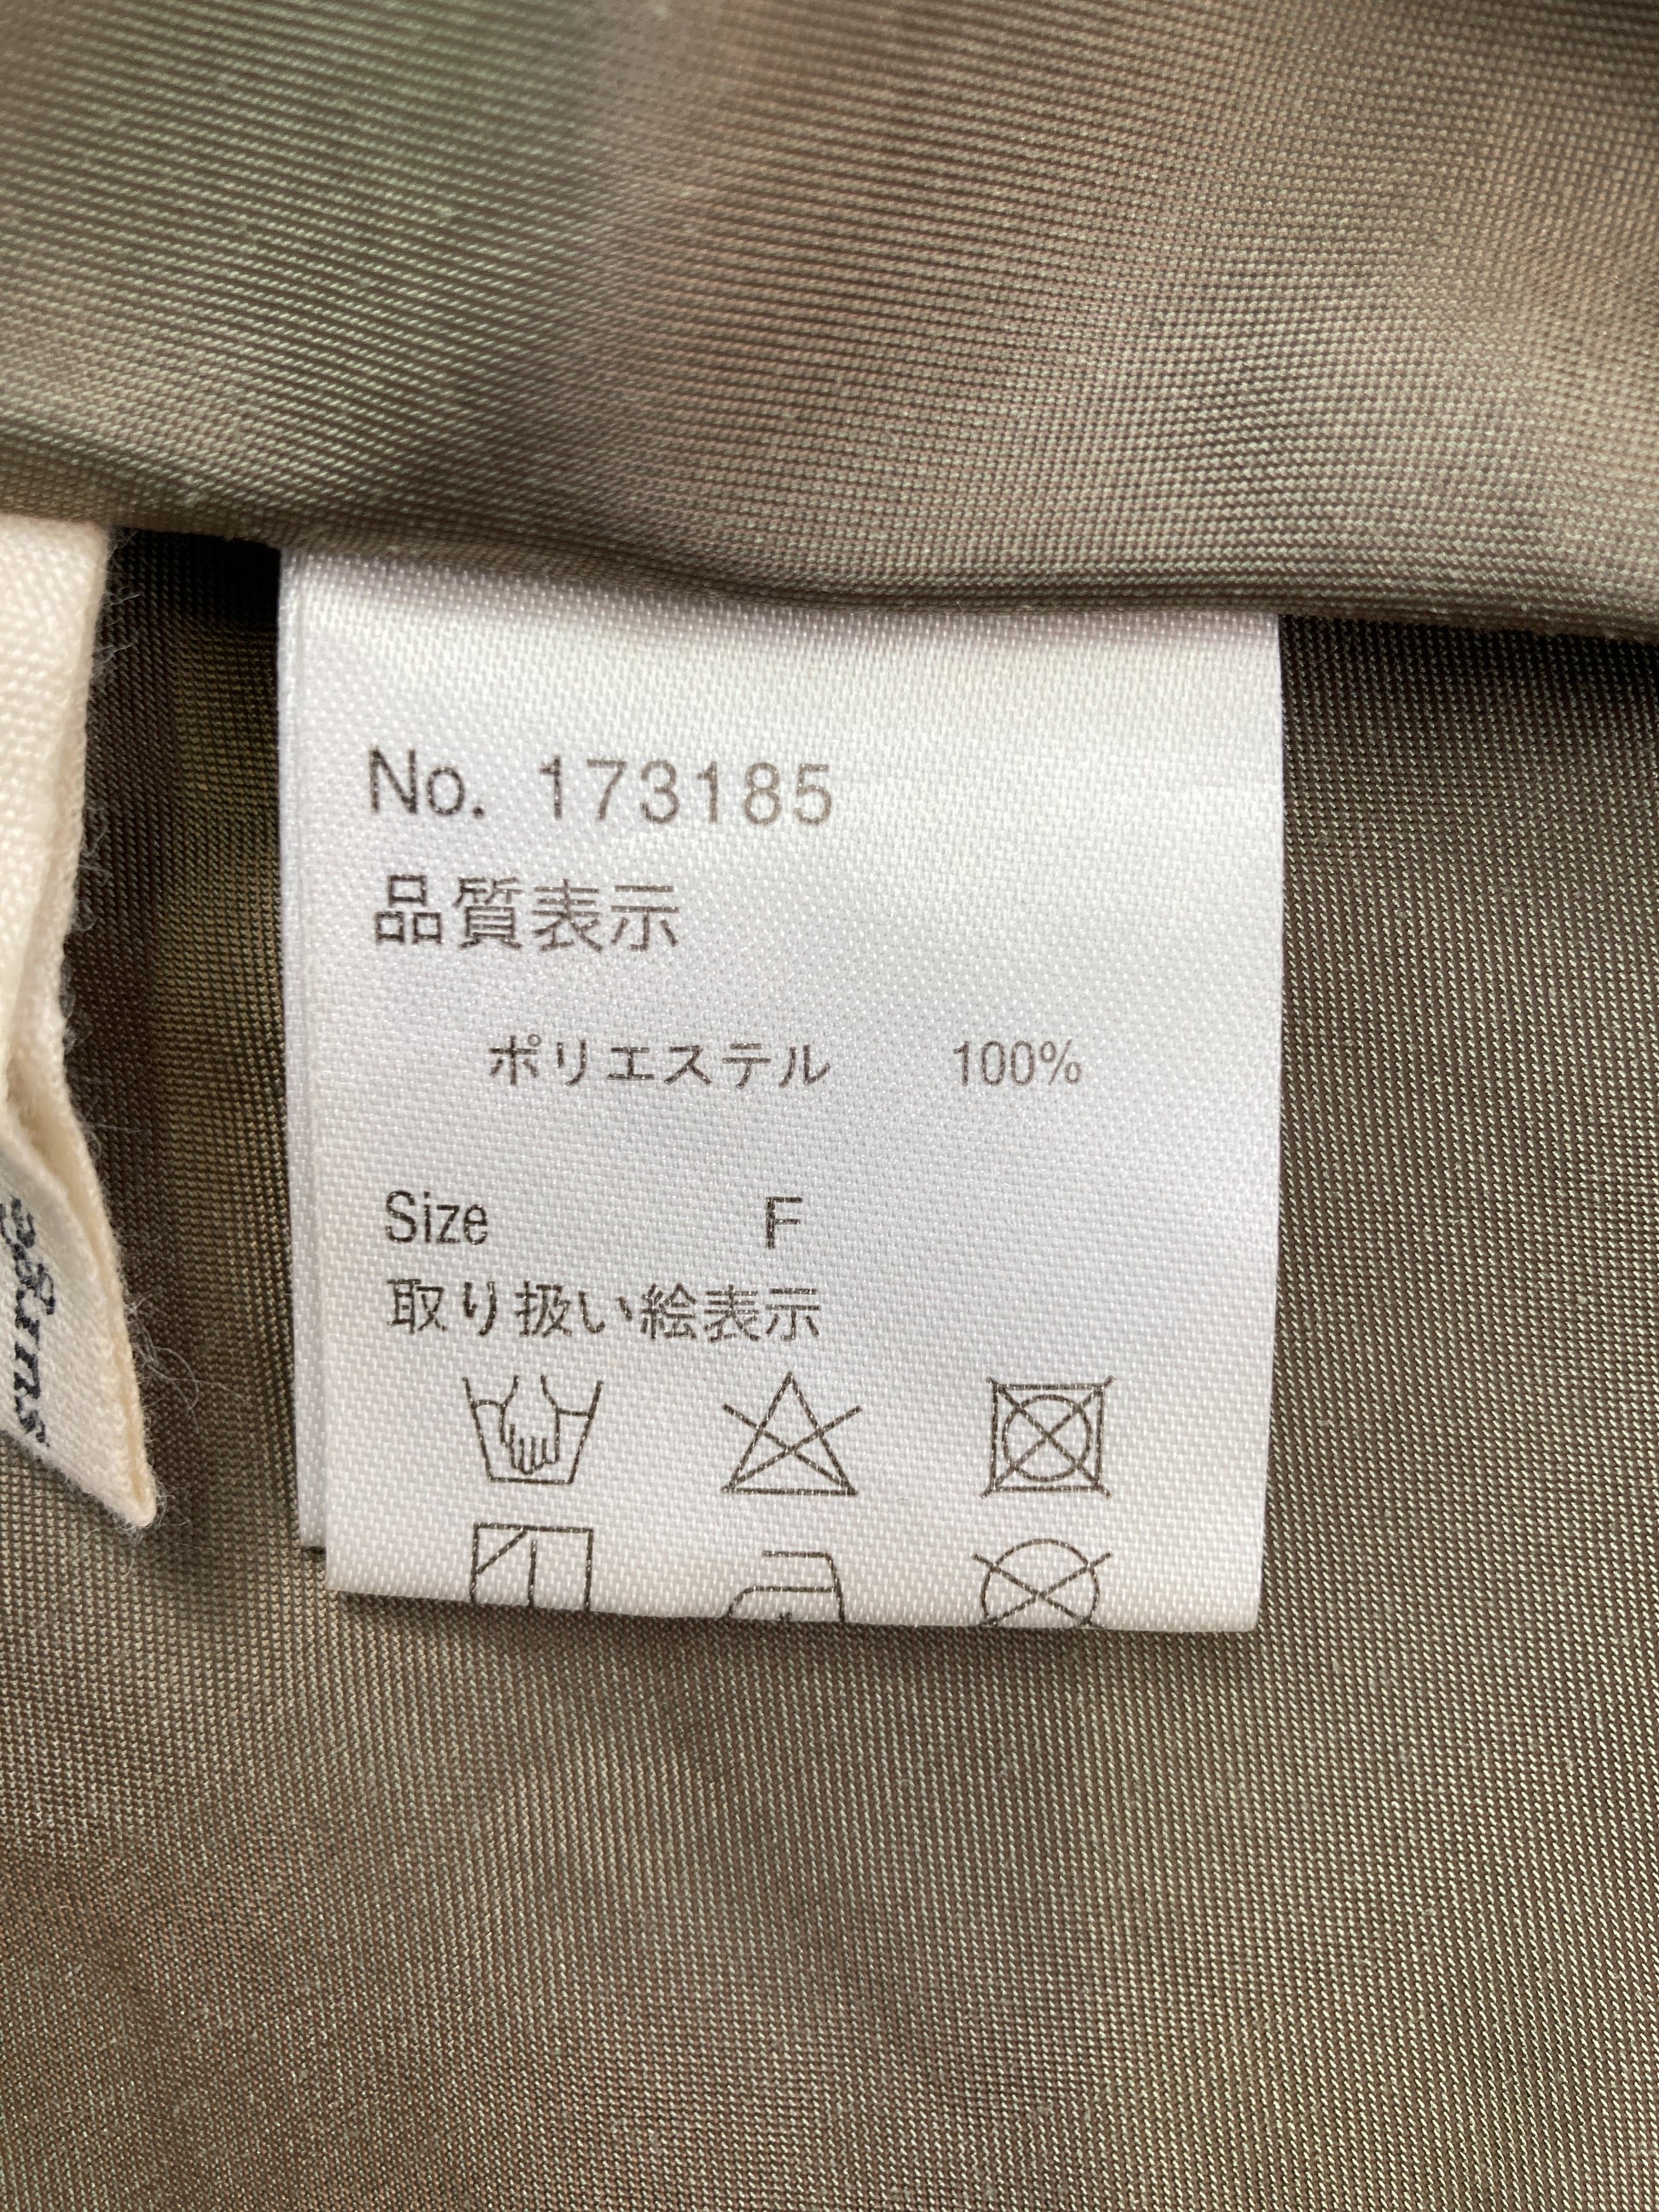 No. 173185
品質表示
ポリエステル 100%
Size F
取り扱い絵表示